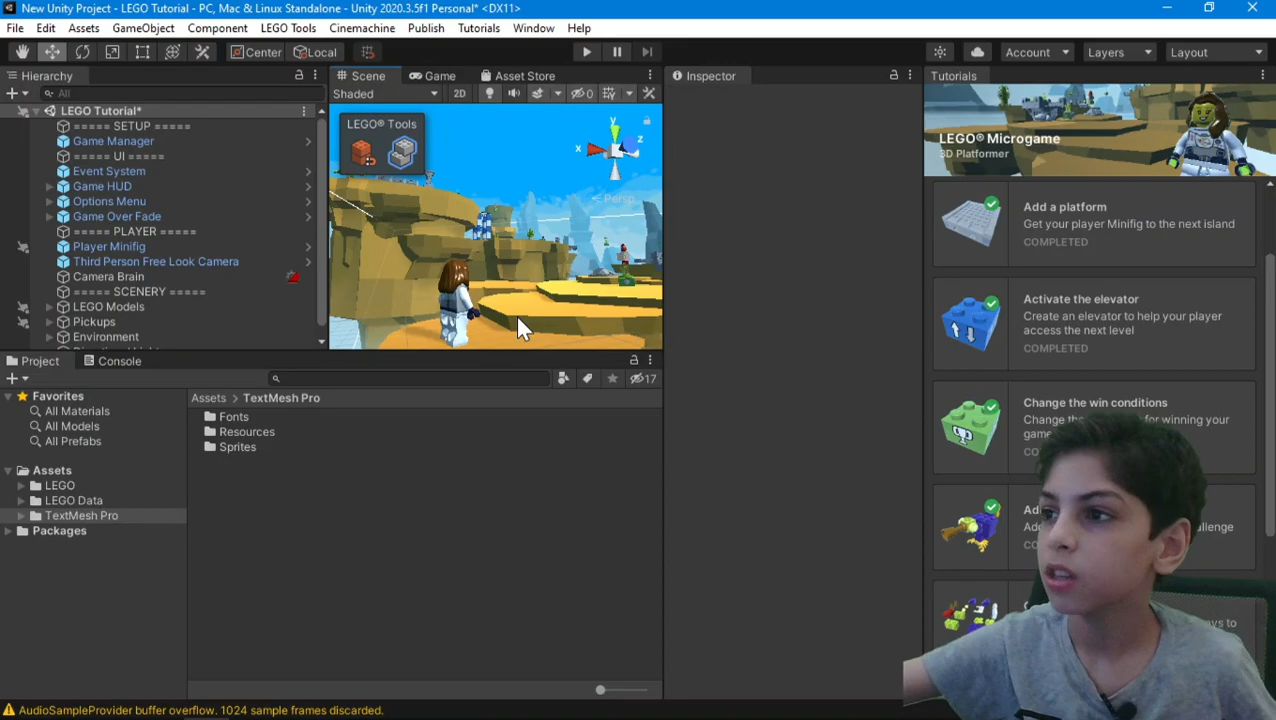 New Unity Project - LEGO Tutorial - PC, Mac & Linux Standalone - Unity 2020.3.5f1 Personal* <DX11>
File Edit Assets GameObject Component LEGO Tools Cinemachine Publish Tutorials Window Help
Center Local Account Layers Layout
Hierarchy
All
LEGO Tutorial*
===== SETUP =====
Game Manager
===== UI =====
Event System
Game HUD
Options Menu
Game Over Fade
===== PLAYER =====
Player Minifig
Third Person Free Look Camera
Camera Brain
===== SCENERY =====
LEGO Models
Pickups
Environment
Scene Game Asset Store
Shaded 2D 0
LEGO® Tools
y
x
z
Persp
Inspector
Tutorials
LEGO® Microgame
3D Platformer
Add a platform
Get your player Minifig to the next island
COMPLETED
Activate the elevator
Create an elevator to help your player
access the next level
COMPLETED
Change the win conditions
Change the for winning your
game
Project Console
17
Favorites
All Materials
All Models
All Prefabs
Assets
LEGO
LEGO Data
TextMesh Pro
Packages
Assets > TextMesh Pro
Fonts
Resources
Sprites
AudioSampleProvider buffer overflow. 1024 sample frames discarded.